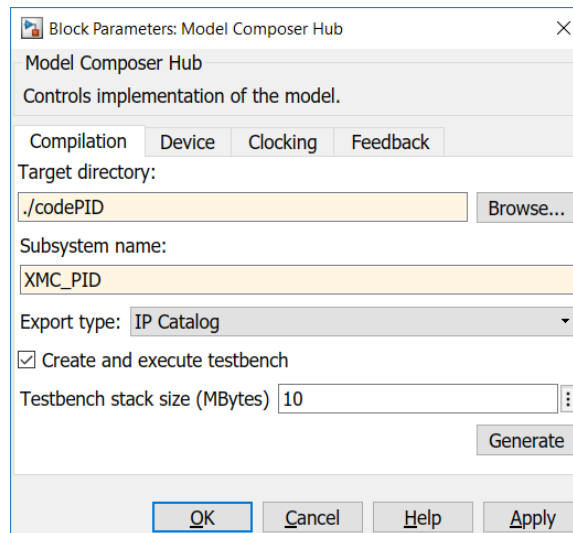 Block Parameters: Model Composer Hub
Model Composer Hub
Controls implementation of the model.
Compilation Device Clocking Feedback
Target directory:
./codePID Browse...
Subsystem name:
XMC_PID
Export type: IP Catalog
Create and execute testbench
Testbench stack size (MBytes) 10
Generate
OK Cancel Help Apply